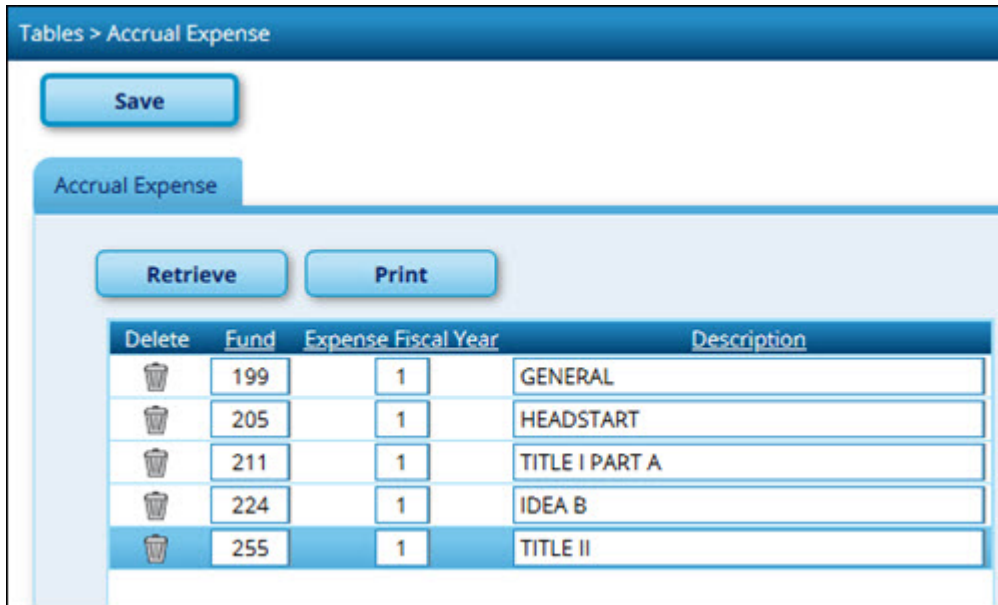 Tables > Accrual Expense
Save
Accrual Expense
Retrieve Print
Delete Fund Expense Fiscal Year Description
199 1 GENERAL
205 1 HEADSTART
211 1 TITLE I PART A
224 1 IDEA B
255 1 TITLE II